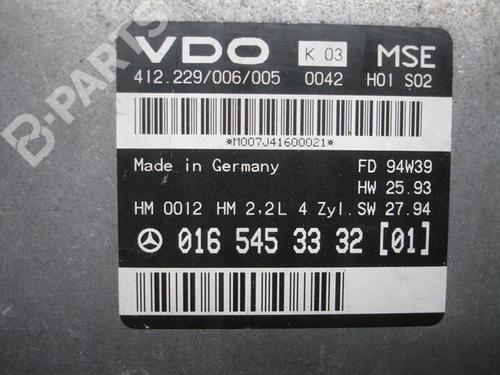 B-PARTS
VDO K 03 MSE
412.229/006/005 0042 H01 S02
*M007J41600021*
Made in Germany FD 94W39
HW 25.93
HM 0012 HM 2,2L 4 Zyl. SW 27.94
016 545 33 32 [01]